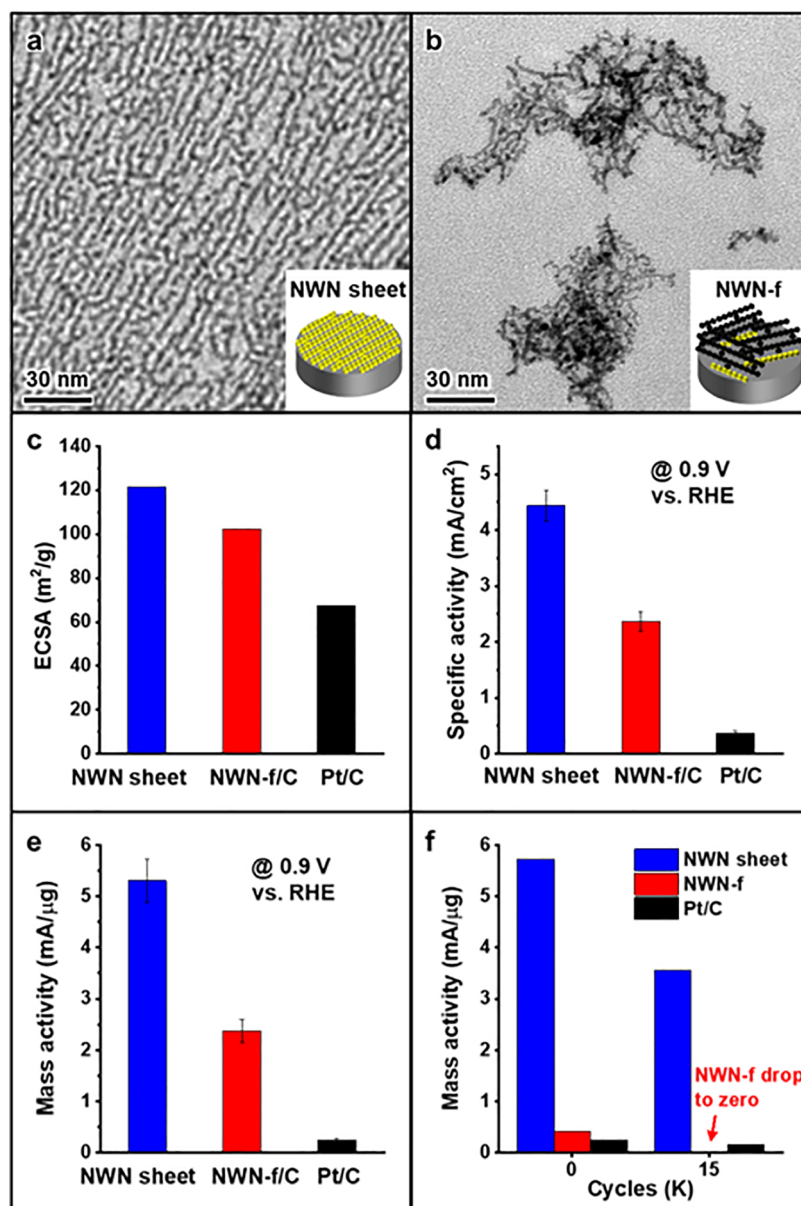 a
NWN sheet
30 nm
b
NWN-f
30 nm
c
ECSA (m²/g)
140
120
100
80
60
40
20
0
NWN sheet NWN-f/C Pt/C
d
@ 0.9 V
vs. RHE
Specific activity (mA/cm²)
5
4
3
2
1
0
NWN sheet NWN-f/C Pt/C
e
@ 0.9 V
vs. RHE
Mass activity (mA/μg)
6
5
4
3
2
1
0
NWN sheet NWN-f/C Pt/C
f
NWN sheet
NWN-f
Pt/C
Mass activity (mA/μg)
6
5
4
3
2
1
0
NWN-f drop
to zero
0 15
Cycles (K)